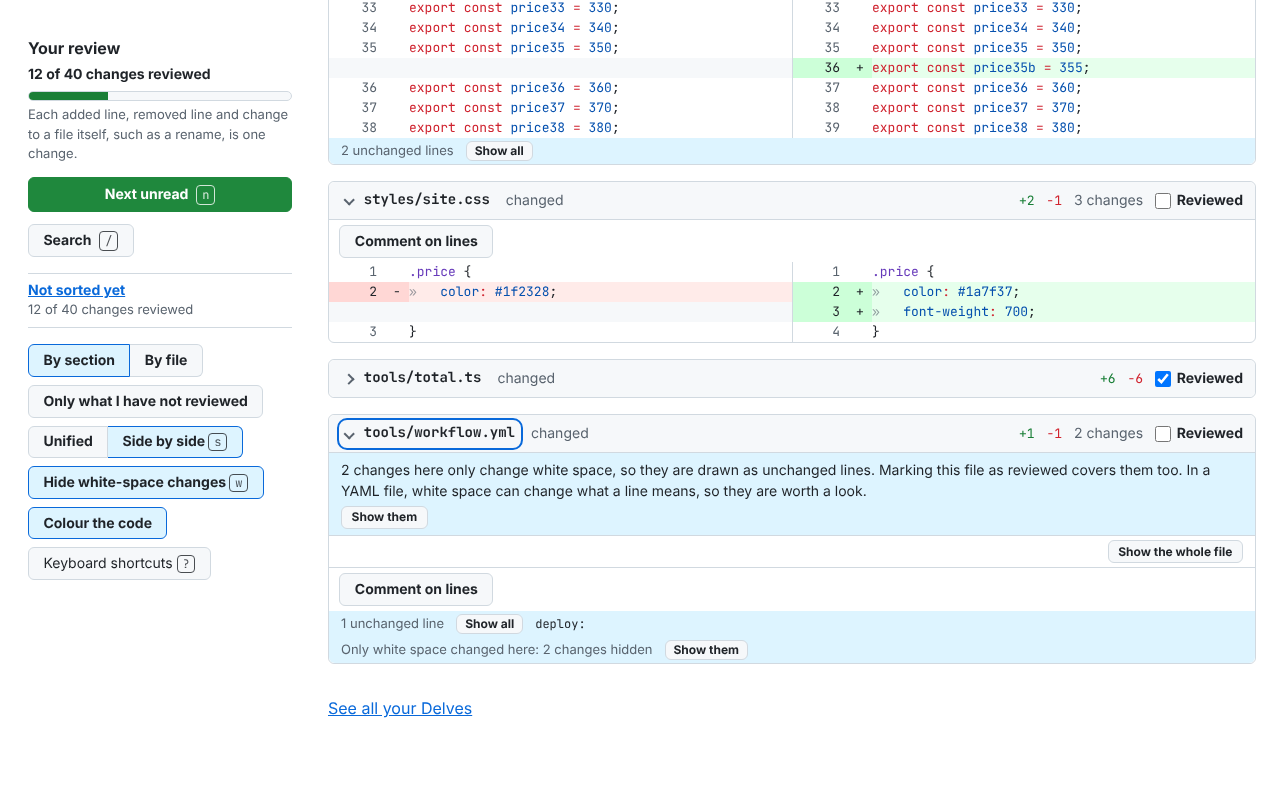 Your review
12 of 40 changes reviewed
Each added line, removed line and change
to a file itself, such as a rename, is one
change.
Next unread n
Search /
Not sorted yet
12 of 40 changes reviewed
By section By file
Only what I have not reviewed
Unified Side by side s
Hide white-space changes w
Colour the code
Keyboard shortcuts ?
33 export const price33 = 330; 33 export const price33 = 330;
34 export const price34 = 340; 34 export const price34 = 340;
35 export const price35 = 350; 35 export const price35 = 350;
36 + export const price35b = 355;
36 export const price36 = 360; 37 export const price36 = 360;
37 export const price37 = 370; 38 export const price37 = 370;
38 export const price38 = 380; 39 export const price38 = 380;
2 unchanged lines Show all
styles/site.css changed +2 -1 3 changes Reviewed
Comment on lines
1 .price { 1 .price {
2 - » color: #1f2328; 2 + » color: #1a7f37;
3 + » font-weight: 700;
3 } 4 }
tools/total.ts changed +6 -6 Reviewed
tools/workflow.yml changed +1 -1 2 changes Reviewed
2 changes here only change white space, so they are drawn as unchanged lines. Marking this file as reviewed covers them too. In a
YAML file, white space can change what a line means, so they are worth a look.
Show them
Show the whole file
Comment on lines
1 unchanged line Show all deploy:
Only white space changed here: 2 changes hidden Show them
See all your Delves